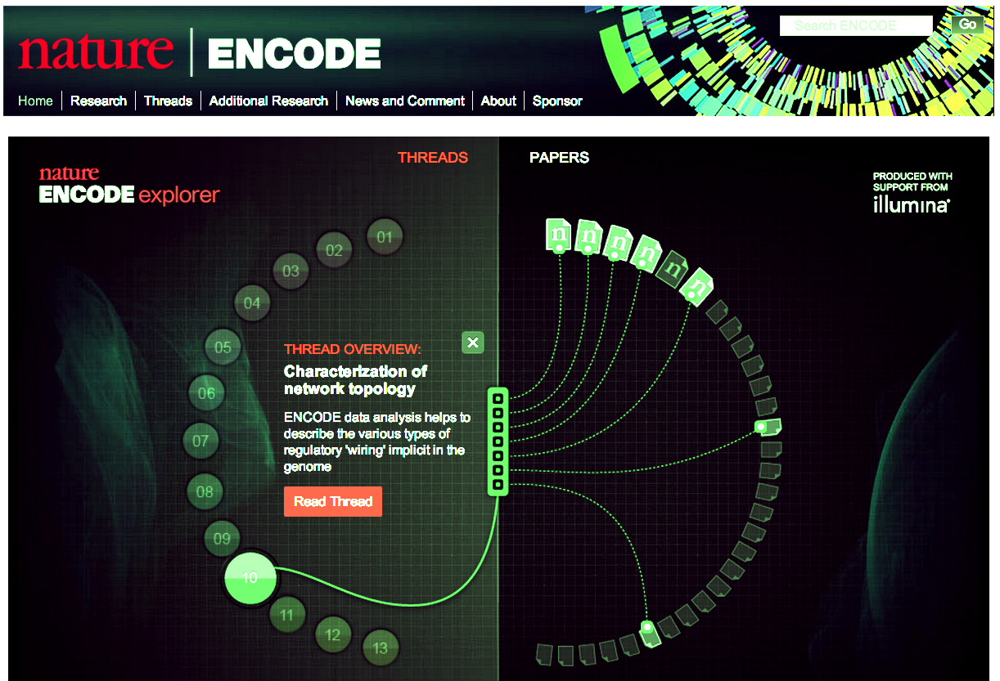 nature | ENCODE
Search ENCODE
Go
Home
Research
Threads
Additional Research
News and Comment
About
Sponsor
nature
ENCODE explorer
THREADS
PAPERS
PRODUCED WITH
SUPPORT FROM
illumina
01
02
03
04
05
06
07
08
09
10
11
12
13
THREAD OVERVIEW:
Characterization of
network topology
ENCODE data analysis helps to
describe the various types of
regulatory 'wiring' implicit in the
genome
Read Thread
n
n
n
n
n
n